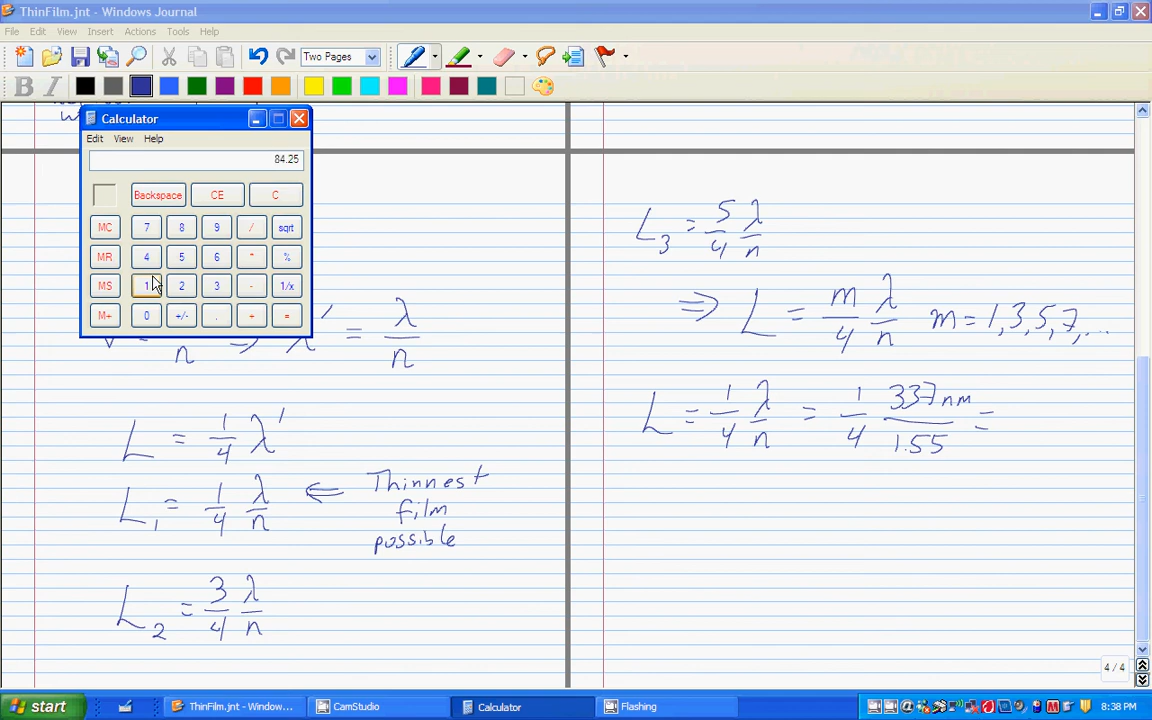 ThinFilm.jnt - Windows Journal
File Edit View Insert Actions Tools Help
Two Pages
B I
Calculator
Edit View Help
84.25
Backspace CE C
MC 7 8 9 / sqrt
MR 4 5 6 * %
MS 1 2 3 - 1/x
M+ 0 +/- . + =
n ⇒ λ' = λ/n
L = 1/4 λ'
L₁ = 1/4 λ/n ⇐ Thinnest
film
possible
L₂ = 3/4 λ/n
L₃ = 5/4 λ/n
⇒ L = m/4 λ/n m = 1,3,5,7,...
L = 1/4 λ/n = 1/4 337nm/1.55 =
4 / 4
start ThinFilm.jnt - Window... CamStudio Calculator Flashing 8:38 PM